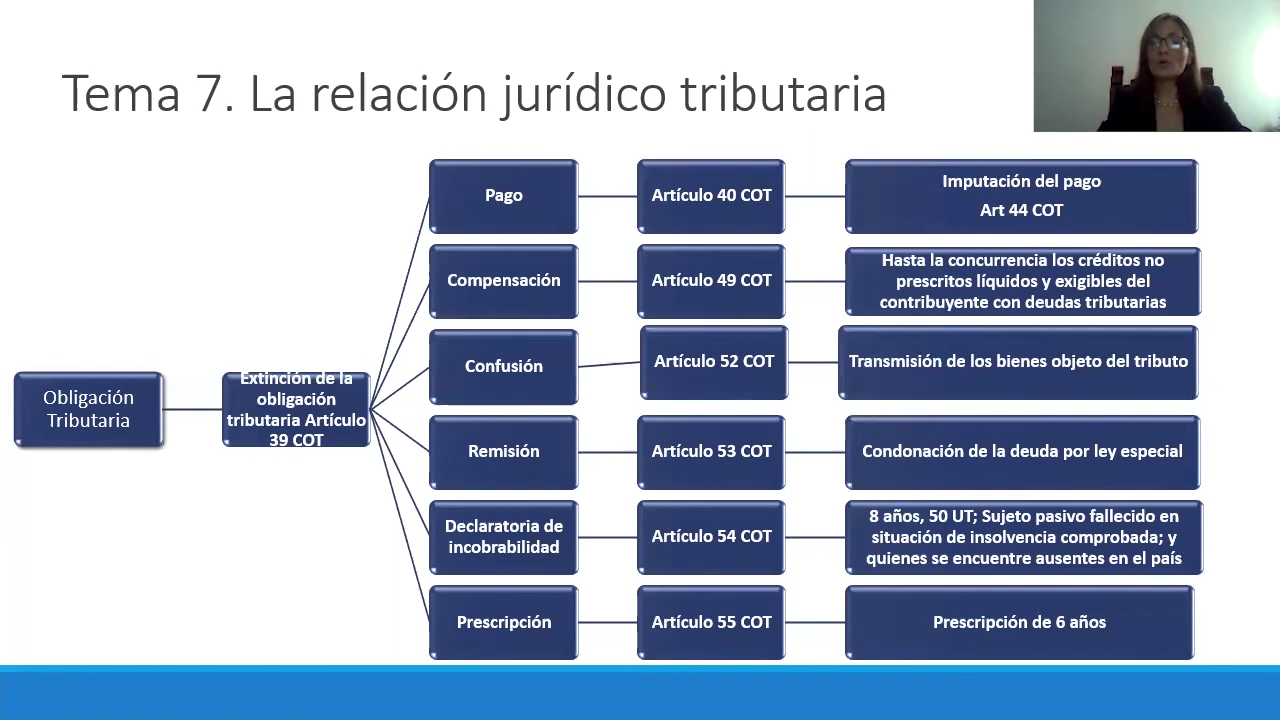 Tema 7. La relación jurídico tributaria
Obligación
Tributaria
Extinción de la
obligación
tributaria Artículo
39 COT
Pago
Artículo 40 COT
Imputación del pago
Art 44 COT
Compensación
Artículo 49 COT
Hasta la concurrencia los créditos no
prescritos líquidos y exigibles del
contribuyente con deudas tributarias
Confusión
Artículo 52 COT
Transmisión de los bienes objeto del tributo
Remisión
Artículo 53 COT
Condonación de la deuda por ley especial
Declaratoria de
incobrabilidad
Artículo 54 COT
8 años, 50 UT; Sujeto pasivo fallecido en
situación de insolvencia comprobada; y
quienes se encuentre ausentes en el país
Prescripción
Artículo 55 COT
Prescripción de 6 años